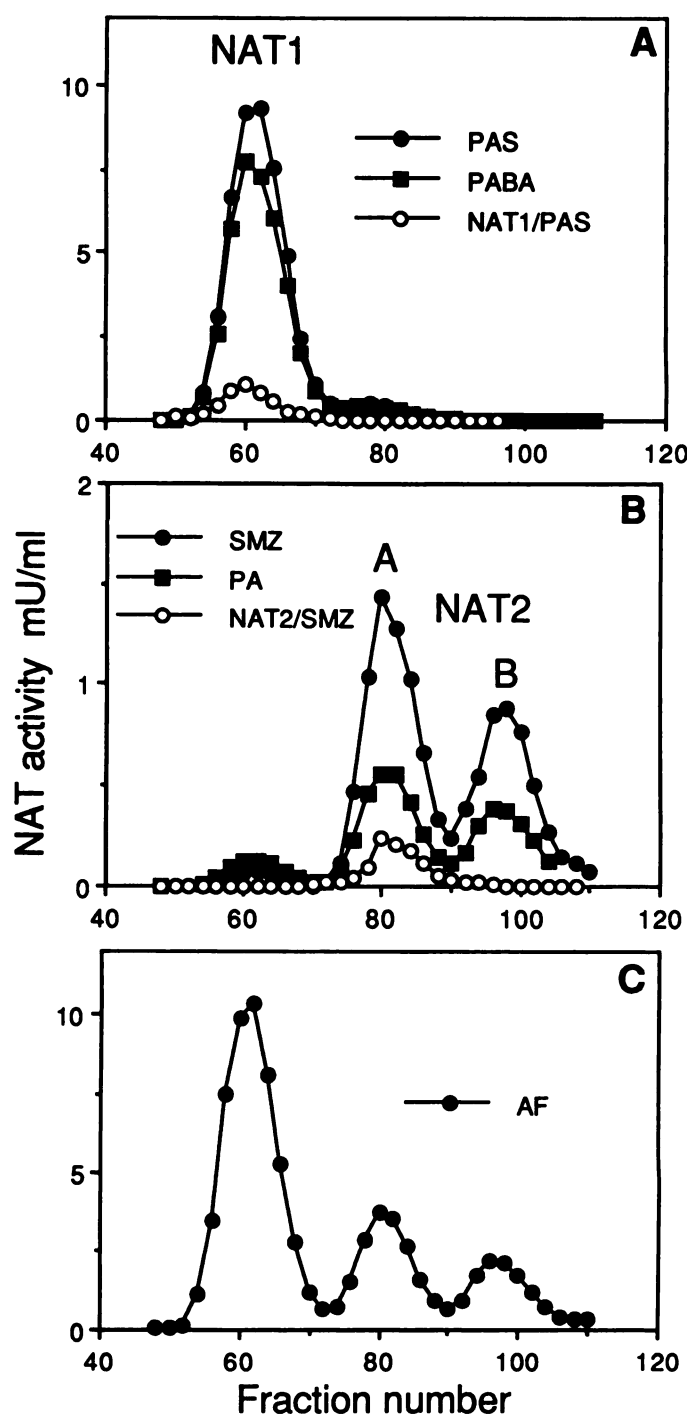 NAT1
A
10
PAS
PABA
NAT1/PAS
5
0
40 60 80 100 120
2
B
SMZ
A
PA
NAT2
NAT2/SMZ
B
1
0
40 60 80 100 120
NAT activity mU/ml
C
10
AF
5
0
40 60 80 100 120
Fraction number